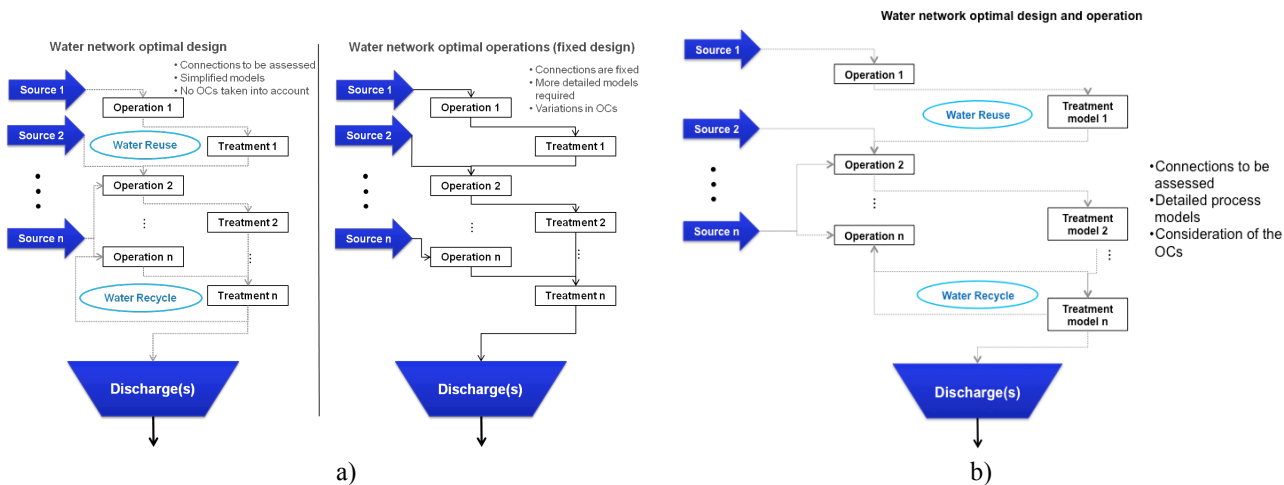 Water network optimal design
• Connections to be assessed
• Simplified models
• No OCs taken into account
Source 1
Operation 1
Source 2
Water Reuse
Treatment 1
Operation 2
...
Treatment 2
Source n
Operation n
...
Water Recycle
Treatment n
Discharge(s)
Water network optimal operations (fixed design)
• Connections are fixed
• More detailed models
required
• Variations in OCs
Source 1
Operation 1
Source 2
Treatment 1
Operation 2
...
Treatment 2
Source n
Operation n
...
Treatment n
Discharge(s)
a)
Water network optimal design and operation
Source 1
Operation 1
Water Reuse
Treatment
model 1
Source 2
Operation 2
...
Treatment
model 2
Source n
Operation n
...
Water Recycle
Treatment
model n
Discharge(s)
•Connections to be
assessed
•Detailed process
models
•Consideration of the
OCs
b)